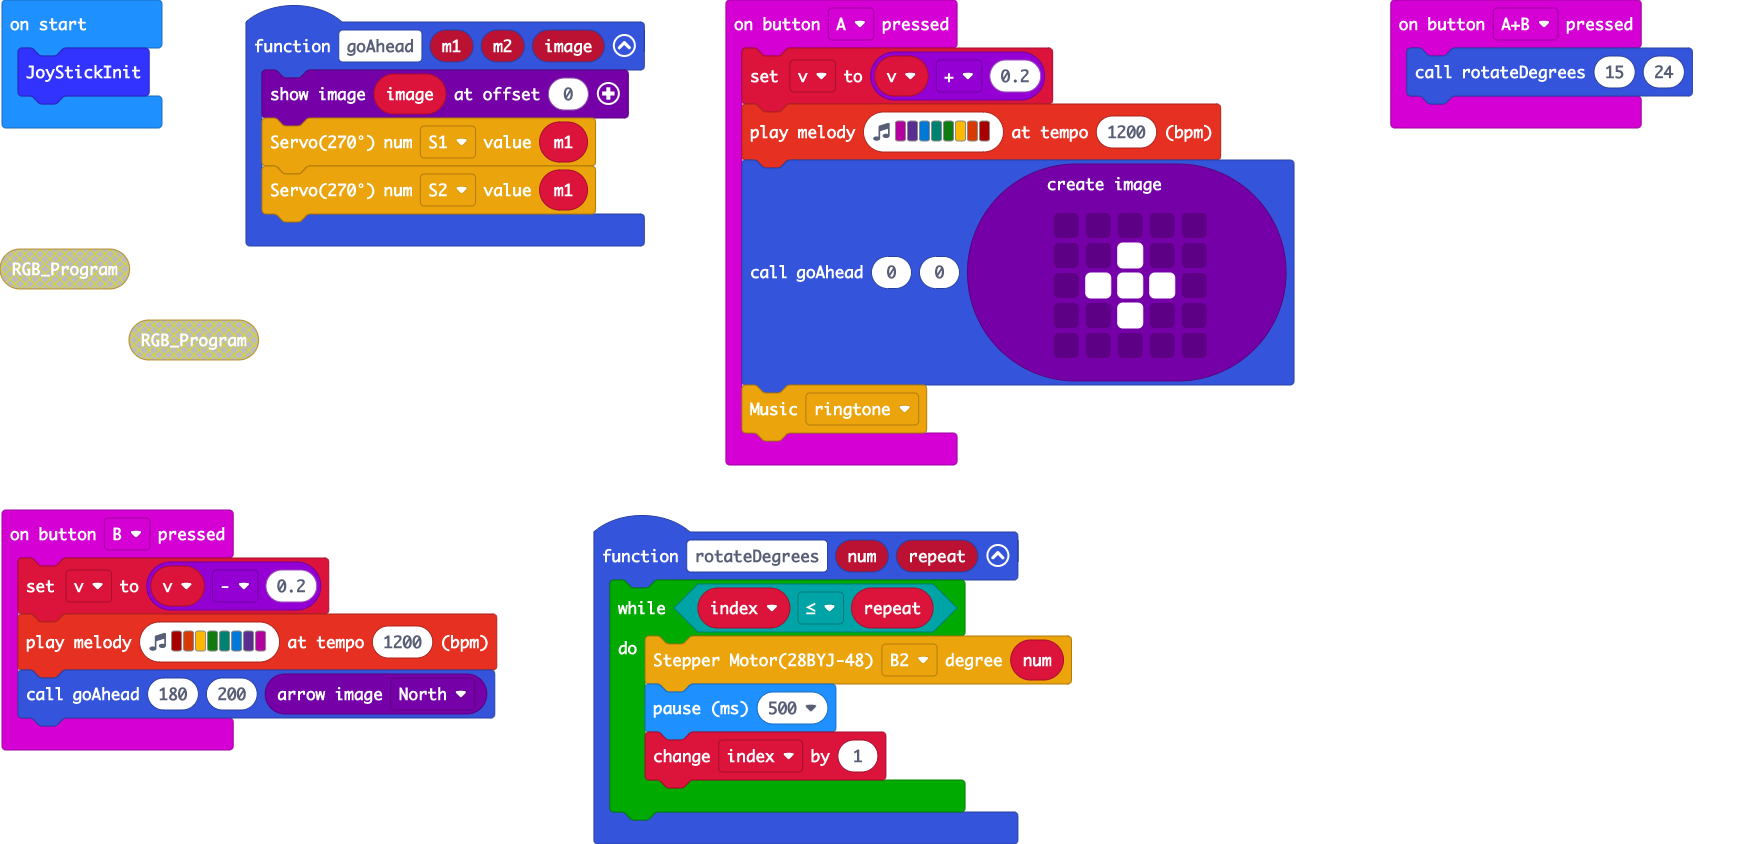 on start
JoyStickInit
function goAhead m1 m2 image
show image image at offset 0
Servo(270°) num S1 value m1
Servo(270°) num S2 value m1
RGB_Program
RGB_Program
on button A pressed
set v to v + 0.2
play melody at tempo 1200 (bpm)
call goAhead 0 0 create image
Music ringtone
on button A+B pressed
call rotateDegrees 15 24
on button B pressed
set v to v - 0.2
play melody at tempo 1200 (bpm)
call goAhead 180 200 arrow image North
function rotateDegrees num repeat
while index ≤ repeat
do
Stepper Motor(28BYJ-48) B2 degree num
pause (ms) 500
change index by 1